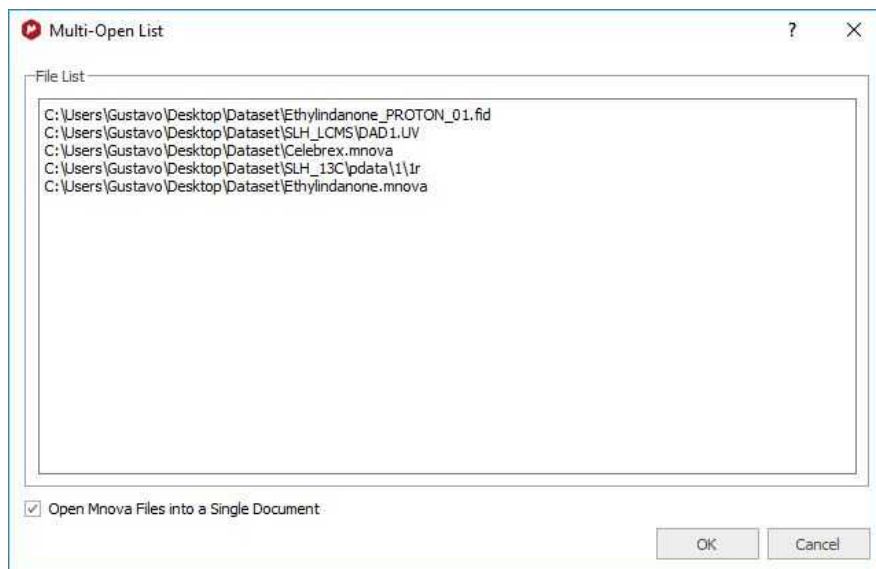 Multi-Open List
?
File List
C:\Users\Gustavo\Desktop\Dataset\Ethylindanone_PROTON_01.fid
C:\Users\Gustavo\Desktop\Dataset\SLH_LCMS\DAD1.UV
C:\Users\Gustavo\Desktop\Dataset\Celebrex.mnova
C:\Users\Gustavo\Desktop\Dataset\SLH_13C\pdata\1\1r
C:\Users\Gustavo\Desktop\Dataset\Ethylindanone.mnova
Open Mnova Files into a Single Document
OK
Cancel